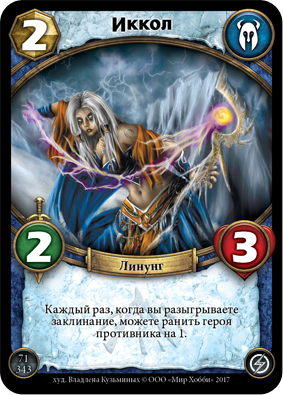 2
Иккол
2
Линунг
3
Каждый раз, когда вы разыгрываете
заклинание, можете ранить героя
противника на 1.
71
343
худ. Владлена Кузьминых © ООО «Мир Хобби» 2017